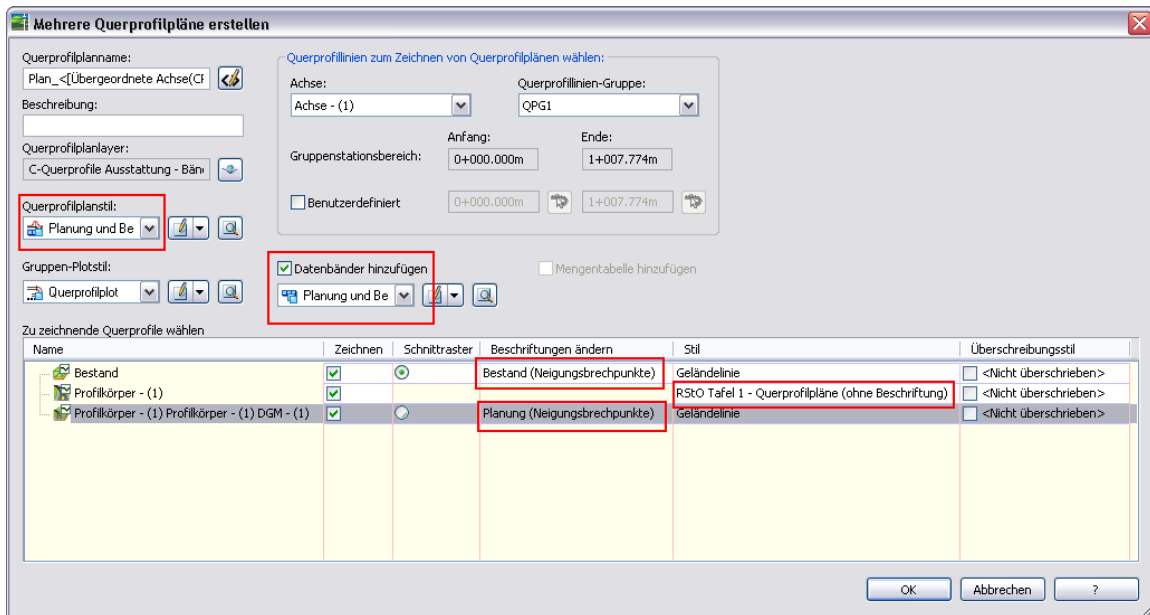 Mehrere Querprofilpläne erstellen
Querprofilplanname:
Plan_<[Übergeordnete Achse(CF
Beschreibung:
Querprofilplanlayer:
C-Querprofile Ausstattung - Bän
Querprofilplanstil:
Planung und Be
Gruppen-Plotstil:
Querprofilplot
Querprofillinien zum Zeichnen von Querprofilplänen wählen:
Achse:
Achse - (1)
Querprofillinien-Gruppe:
QPG1
Anfang:
Ende:
Gruppenstationsbereich:
0+000.000m
1+007.774m
Benutzerdefiniert
0+000.000m
1+007.774m
Datenbänder hinzufügen
Planung und Be
Mengentabelle hinzufügen
Zu zeichnende Querprofile wählen
Name Zeichnen Schnittraster Beschriftungen ändern Stil Überschreibungsstil
Bestand Bestand (Neigungsbrechpunkte) Geländelinie <Nicht überschrieben>
Profilkörper - (1) RStO Tafel 1 - Querprofilpläne (ohne Beschriftung) <Nicht überschrieben>
Profilkörper - (1) Profilkörper - (1) DGM - (1) Planung (Neigungsbrechpunkte) Geländelinie <Nicht überschrieben>
OK
Abbrechen
?